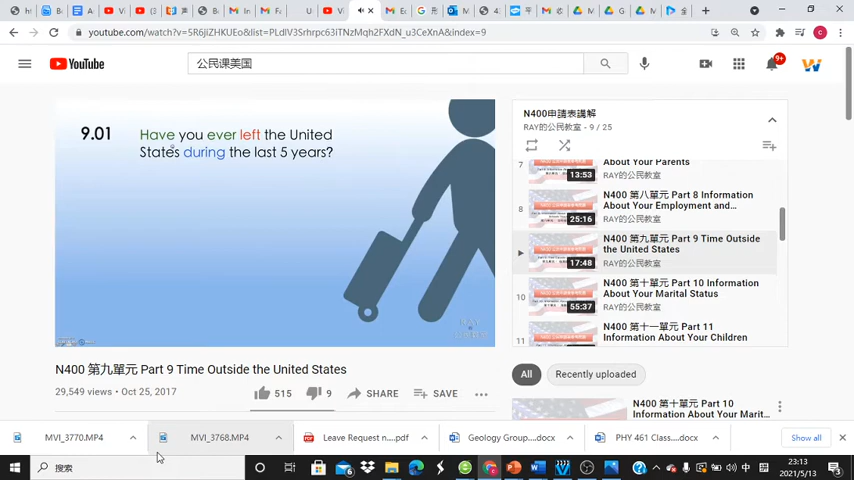 youtube.com/watch?v=5R6jIZHKUEo&list=PLdlV3Srhrpc63iTNzMqh2FXdN_u3CeXnA&index=9
YouTube
公民课美国
9+
9.01
Have you ever left the United
States during the last 5 years?
N400申請表講解
RAY的公民教室 - 9 / 25
7
About Your Parents
13:53
RAY的公民教室
8
N400 第八單元 Part 8 Information
About Your Employment and...
25:16
RAY的公民教室
N400 第九單元 Part 9 Time Outside
the United States
17:48
RAY的公民教室
10
N400 第十單元 Part 10 Information
About Your Marital Status
55:37
RAY的公民教室
11
N400 第十一單元 Part 11
Information About Your Children
N400 第九單元 Part 9 Time Outside the United States
29,549 views • Oct 25, 2017
515
9
SHARE
SAVE
All
Recently uploaded
N400 第十單元 Part 10
Information About Your Marit...
MVI_3770.MP4
MVI_3768.MP4
Leave Request n....pdf
Geology Group....docx
PHY 461 Class....docx
Show all
搜索
23:13
2021/5/13